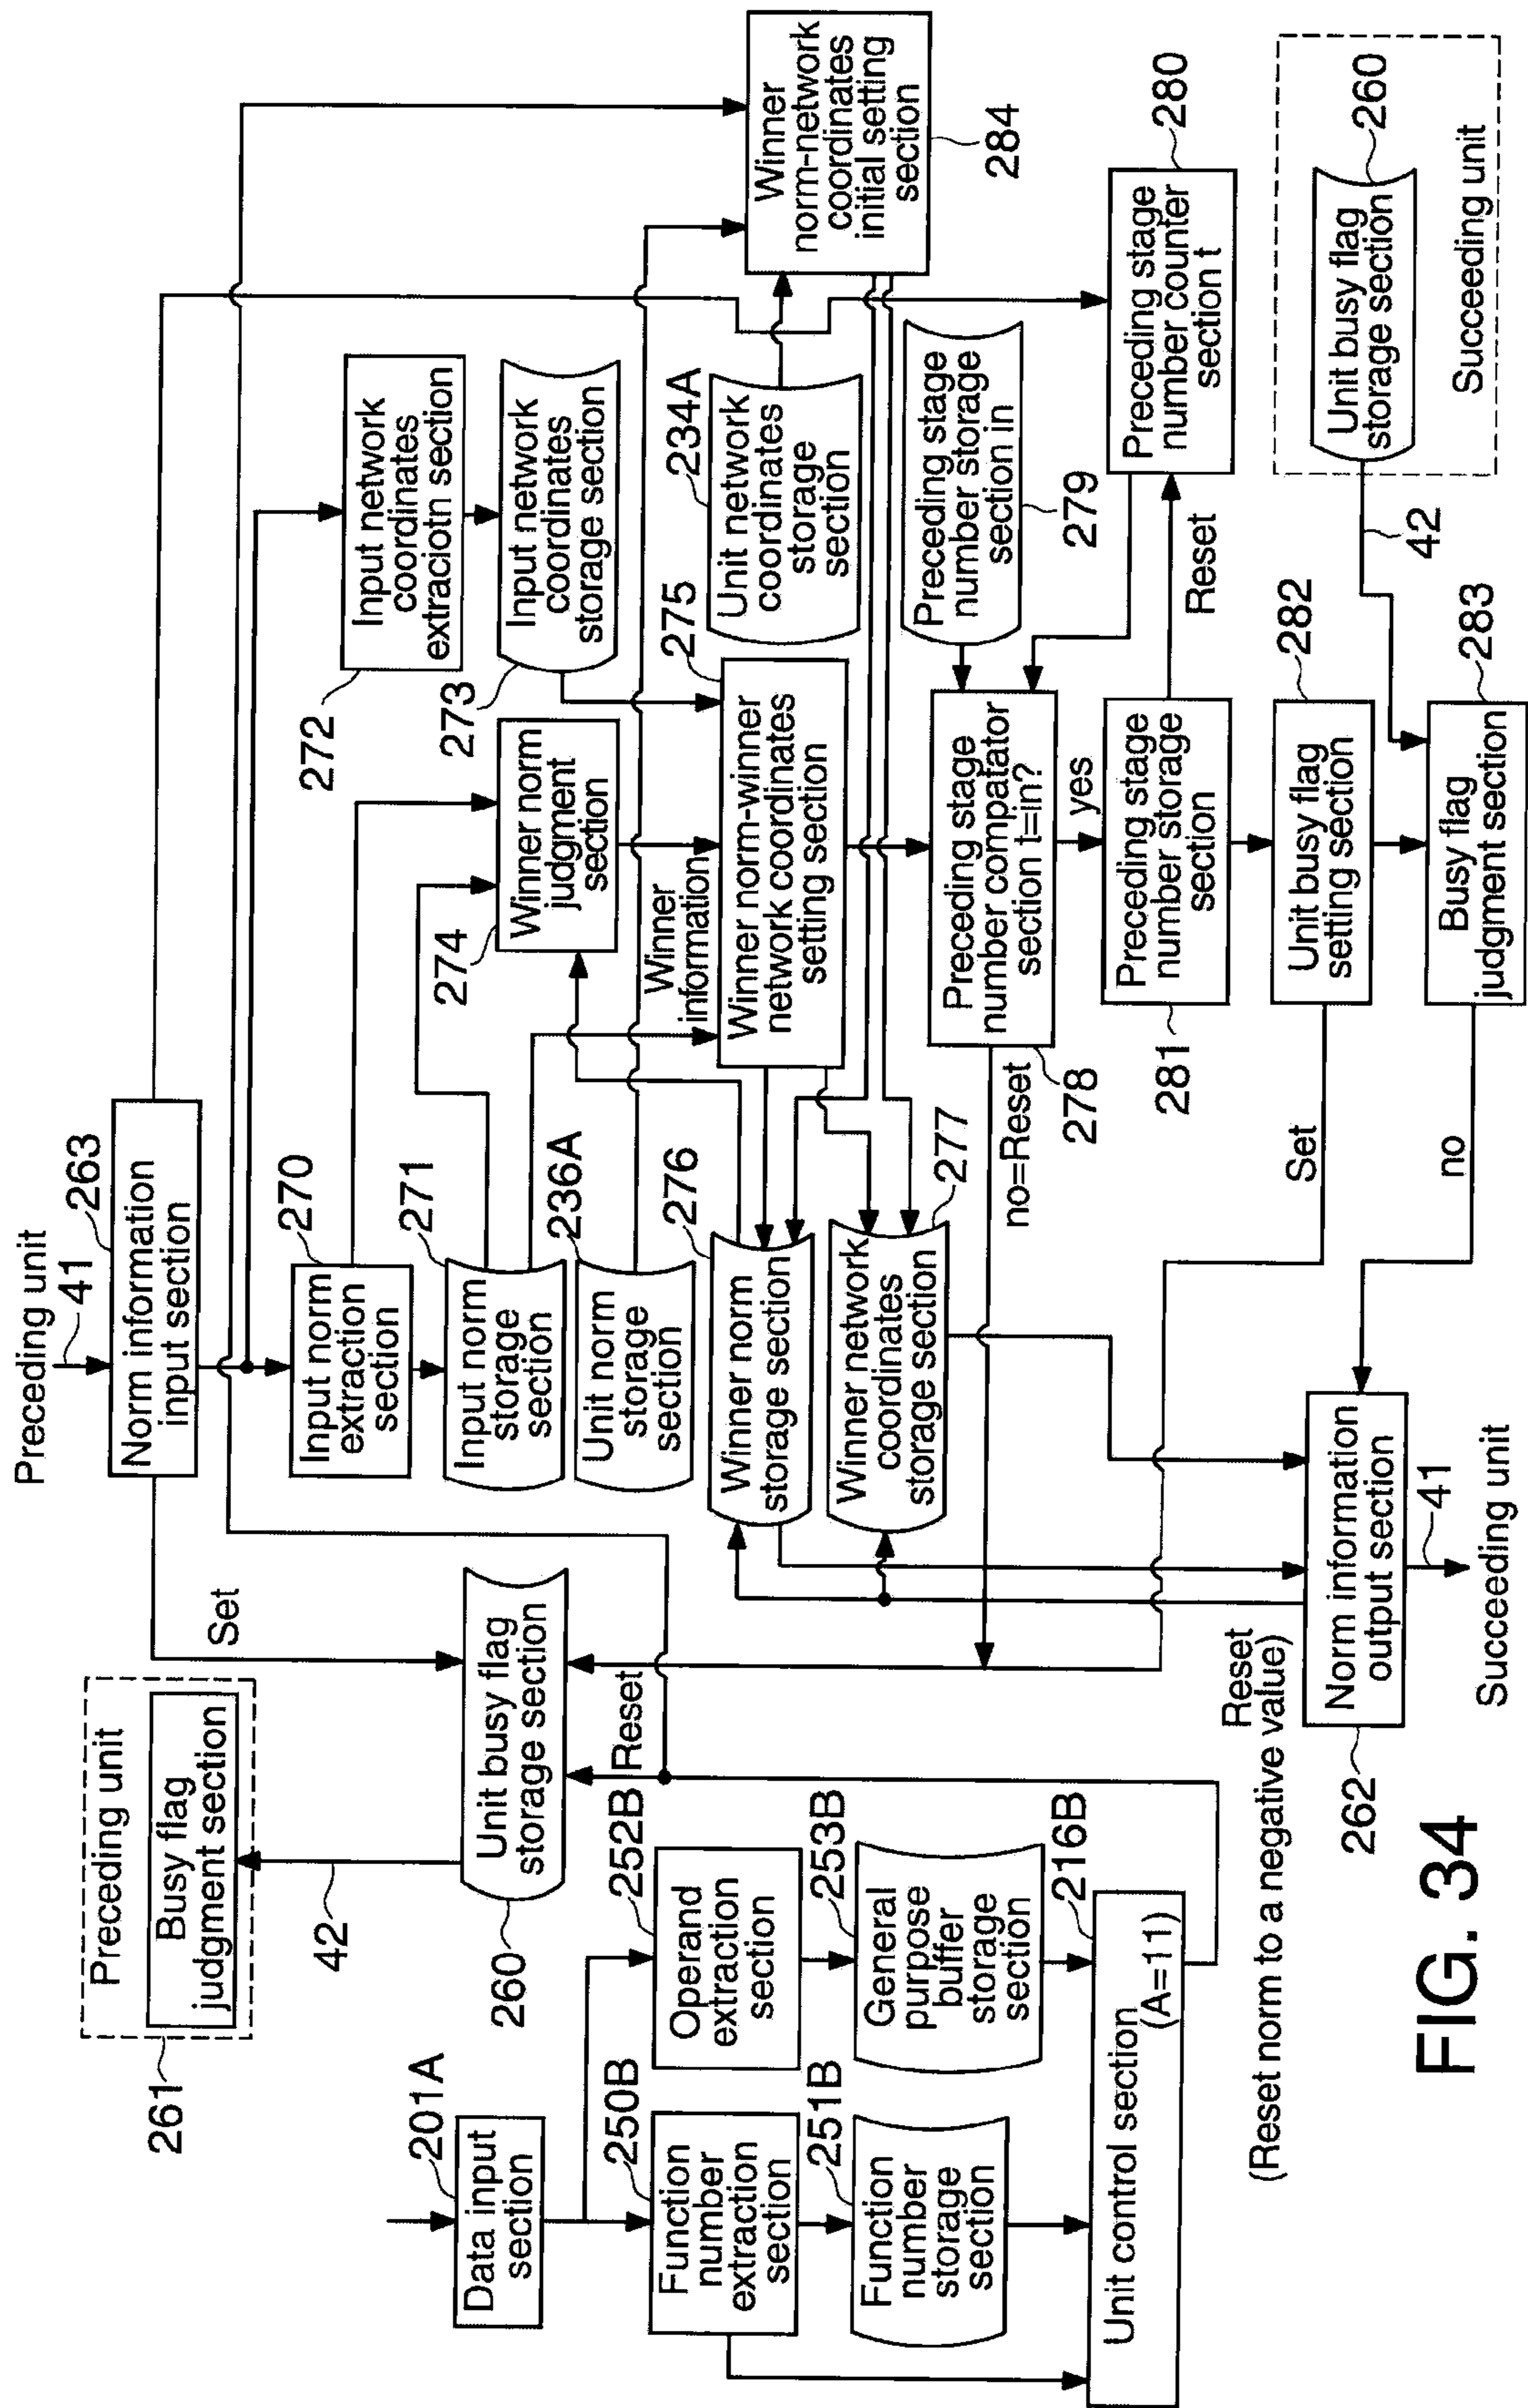 Preceding unit
41
263
Norm information
input section
Set
Preceding unit
Busy flag
judgment section
261
42
Unit busy flag
storage section
260
Reset
201A
Data input
section
250B
Function
number
extraction
section
252B
Operand
extraction
section
251B
Function
number
storage
section
253B
General
purpose
buffer
storage
section
216B
Unit control section
(A=11)
270
Input norm
extraction
section
271
Input norm
storage
section
236A
Unit norm
storage
section
276
Winner norm
storage section
Winner network
coordinates
storage section
277
272
Input network
coordinates
extraciotn section
273
Input network
coordinates
storage section
274
Winner norm
judgment
section
Winner
information
275
Winner norm-winner
network coordinates
setting section
234A
Unit network
coordinates
storage
section
Winner
norm-network
coordinates
initial setting
section
284
Preceding stage
number storage
section in
279
Preceding stage
number compatator
section t=in?
278
no=Reset
yes
280
Preceding stage
number counter
section t
Reset
Preceding stage
number storage
section
281
282
Unit busy flag
setting section
Set
283
Busy flag
judgment section
no
42
260
Unit busy flag
storage section
Succeeding unit
Reset
(Reset norm to a negative value)
Norm information
output section
262
41
Succeeding unit
FIG. 34